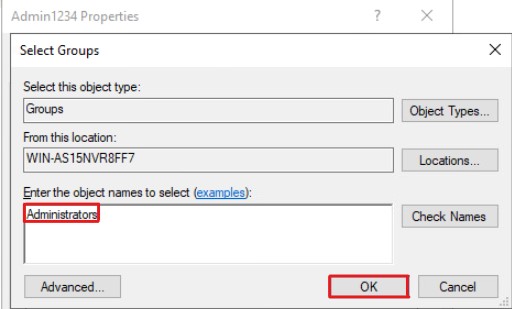 Admin1234 Properties
?
Select Groups
Select this object type:
Groups
Object Types...
From this location:
WIN-AS15NVR8FF7
Locations...
Enter the object names to select (examples):
Administrators
Check Names
Advanced...
OK
Cancel